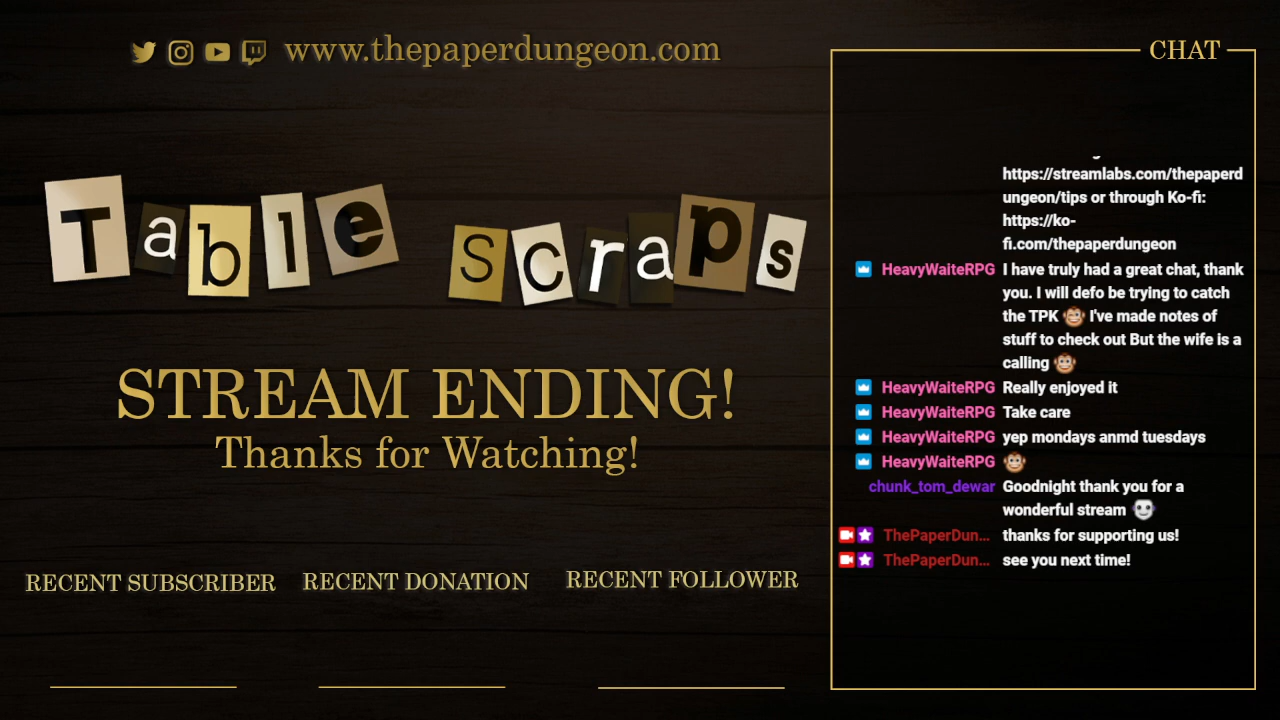 www.thepaperdungeon.com
Table Scraps
STREAM ENDING!
Thanks for Watching!
RECENT SUBSCRIBER
RECENT DONATION
RECENT FOLLOWER
CHAT
https://streamlabs.com/thepaperd
ungeon/tips or through Ko-fi:
https://ko-
fi.com/thepaperdungeon
HeavyWaiteRPG I have truly had a great chat, thank
you. I will defo be trying to catch
the TPK I've made notes of
stuff to check out But the wife is a
calling
HeavyWaiteRPG Really enjoyed it
HeavyWaiteRPG Take care
HeavyWaiteRPG yep mondays anmd tuesdays
HeavyWaiteRPG
chunk_tom_dewar Goodnight thank you for a
wonderful stream
ThePaperDun... thanks for supporting us!
ThePaperDun... see you next time!